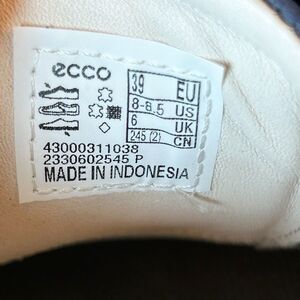 ecco
39 EU
8-8.5 US
6 UK
245 (2) CN
43000311038
2330602545 P
MADE IN INDONESIA